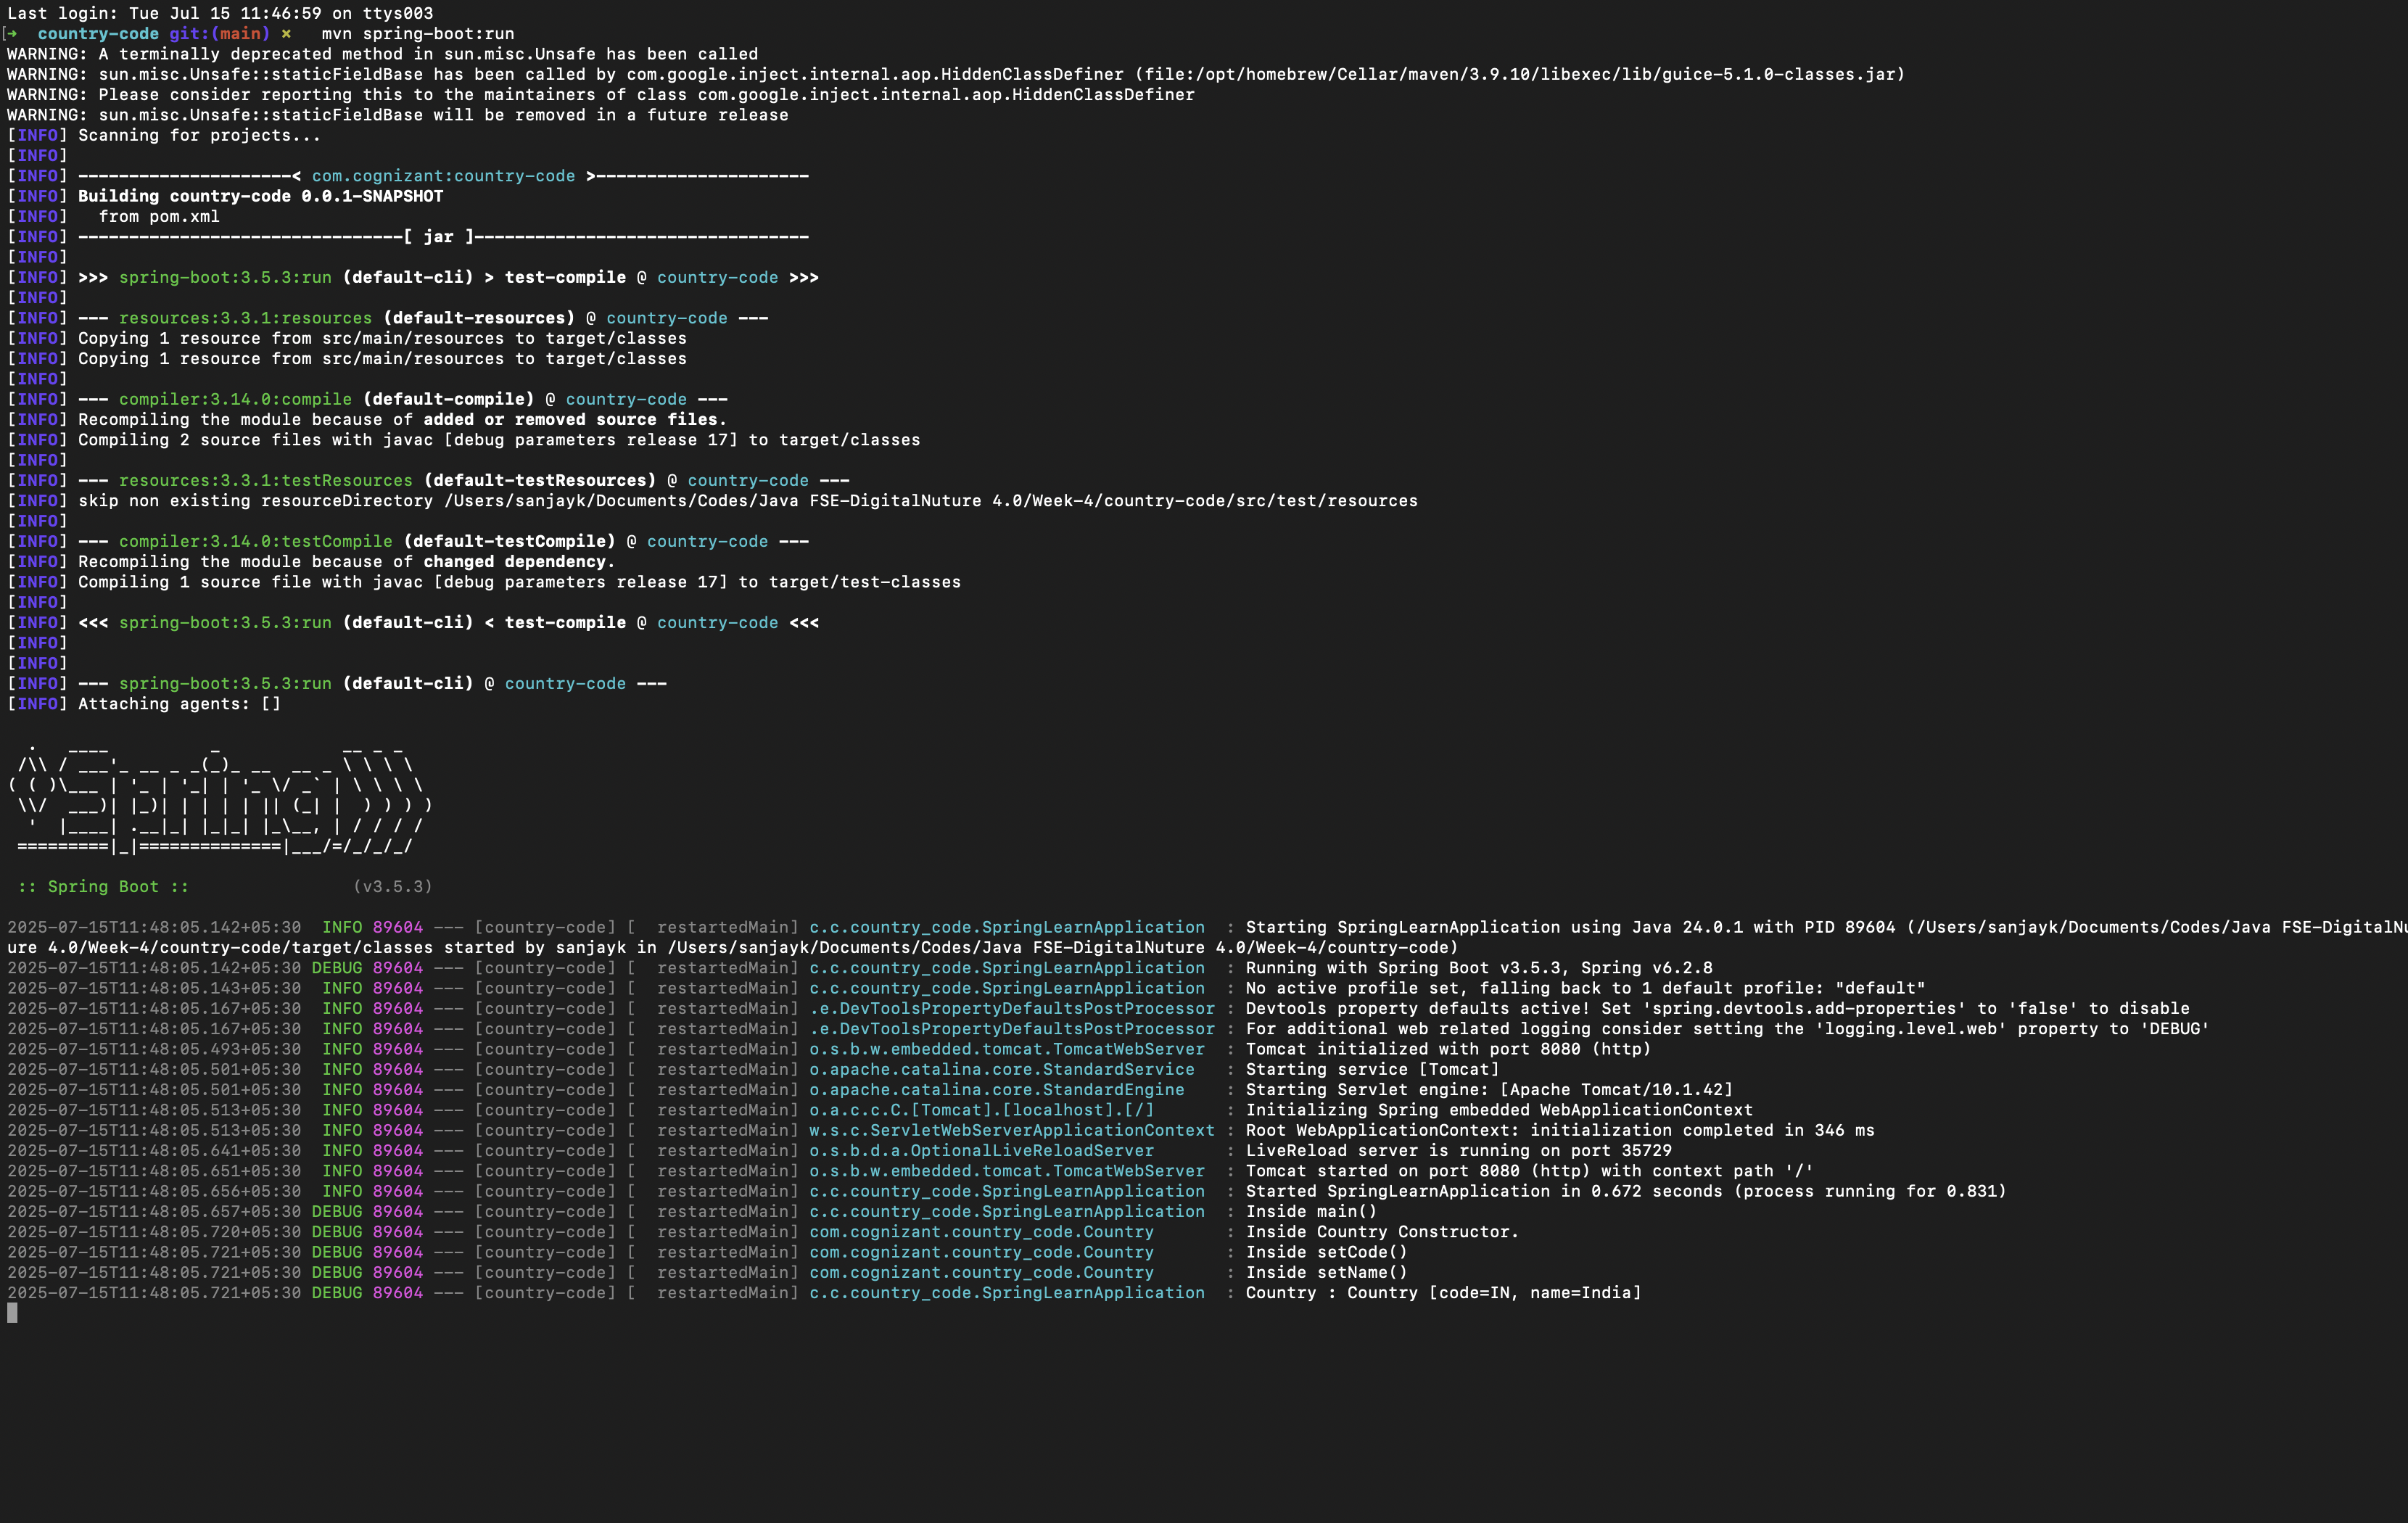 Last login: Tue Jul 15 11:46:59 on ttys003
[➜  country-code git:(main) ✗  mvn spring-boot:run
WARNING: A terminally deprecated method in sun.misc.Unsafe has been called
WARNING: sun.misc.Unsafe::staticFieldBase has been called by com.google.inject.internal.aop.HiddenClassDefiner (file:/opt/homebrew/Cellar/maven/3.9.10/libexec/lib/guice-5.1.0-classes.jar)
WARNING: Please consider reporting this to the maintainers of class com.google.inject.internal.aop.HiddenClassDefiner
WARNING: sun.misc.Unsafe::staticFieldBase will be removed in a future release
[INFO] Scanning for projects...
[INFO]
[INFO] ---------------------< com.cognizant:country-code >---------------------
[INFO] Building country-code 0.0.1-SNAPSHOT
[INFO]   from pom.xml
[INFO] --------------------------------[ jar ]---------------------------------
[INFO]
[INFO] >>> spring-boot:3.5.3:run (default-cli) > test-compile @ country-code >>>
[INFO]
[INFO] --- resources:3.3.1:resources (default-resources) @ country-code ---
[INFO] Copying 1 resource from src/main/resources to target/classes
[INFO] Copying 1 resource from src/main/resources to target/classes
[INFO]
[INFO] --- compiler:3.14.0:compile (default-compile) @ country-code ---
[INFO] Recompiling the module because of added or removed source files.
[INFO] Compiling 2 source files with javac [debug parameters release 17] to target/classes
[INFO]
[INFO] --- resources:3.3.1:testResources (default-testResources) @ country-code ---
[INFO] skip non existing resourceDirectory /Users/sanjayk/Documents/Codes/Java FSE-DigitalNuture 4.0/Week-4/country-code/src/test/resources
[INFO]
[INFO] --- compiler:3.14.0:testCompile (default-testCompile) @ country-code ---
[INFO] Recompiling the module because of changed dependency.
[INFO] Compiling 1 source file with javac [debug parameters release 17] to target/test-classes
[INFO]
[INFO] <<< spring-boot:3.5.3:run (default-cli) < test-compile @ country-code <<<
[INFO]
[INFO]
[INFO] --- spring-boot:3.5.3:run (default-cli) @ country-code ---
[INFO] Attaching agents: []

  .   ____          _            __ _ _
 /\\ / ___'_ __ _ _(_)_ __  __ _ \ \ \ \
( ( )\___ | '_ | '_| | '_ \/ _` | \ \ \ \
 \\/  ___)| |_)| | | | | || (_| |  ) ) ) )
  '  |____| .__|_| |_|_| |_\__, | / / / /
 =========|_|==============|___/=/_/_/_/

 :: Spring Boot ::                (v3.5.3)

2025-07-15T11:48:05.142+05:30  INFO 89604 --- [country-code] [  restartedMain] c.c.country_code.SpringLearnApplication  : Starting SpringLearnApplication using Java 24.0.1 with PID 89604 (/Users/sanjayk/Documents/Codes/Java FSE-DigitalNu
ure 4.0/Week-4/country-code/target/classes started by sanjayk in /Users/sanjayk/Documents/Codes/Java FSE-DigitalNuture 4.0/Week-4/country-code)
2025-07-15T11:48:05.142+05:30 DEBUG 89604 --- [country-code] [  restartedMain] c.c.country_code.SpringLearnApplication  : Running with Spring Boot v3.5.3, Spring v6.2.8
2025-07-15T11:48:05.143+05:30  INFO 89604 --- [country-code] [  restartedMain] c.c.country_code.SpringLearnApplication  : No active profile set, falling back to 1 default profile: "default"
2025-07-15T11:48:05.167+05:30  INFO 89604 --- [country-code] [  restartedMain] .e.DevToolsPropertyDefaultsPostProcessor : Devtools property defaults active! Set 'spring.devtools.add-properties' to 'false' to disable
2025-07-15T11:48:05.167+05:30  INFO 89604 --- [country-code] [  restartedMain] .e.DevToolsPropertyDefaultsPostProcessor : For additional web related logging consider setting the 'logging.level.web' property to 'DEBUG'
2025-07-15T11:48:05.493+05:30  INFO 89604 --- [country-code] [  restartedMain] o.s.b.w.embedded.tomcat.TomcatWebServer  : Tomcat initialized with port 8080 (http)
2025-07-15T11:48:05.501+05:30  INFO 89604 --- [country-code] [  restartedMain] o.apache.catalina.core.StandardService   : Starting service [Tomcat]
2025-07-15T11:48:05.501+05:30  INFO 89604 --- [country-code] [  restartedMain] o.apache.catalina.core.StandardEngine    : Starting Servlet engine: [Apache Tomcat/10.1.42]
2025-07-15T11:48:05.513+05:30  INFO 89604 --- [country-code] [  restartedMain] o.a.c.c.C.[Tomcat].[localhost].[/]       : Initializing Spring embedded WebApplicationContext
2025-07-15T11:48:05.513+05:30  INFO 89604 --- [country-code] [  restartedMain] w.s.c.ServletWebServerApplicationContext : Root WebApplicationContext: initialization completed in 346 ms
2025-07-15T11:48:05.641+05:30  INFO 89604 --- [country-code] [  restartedMain] o.s.b.d.a.OptionalLiveReloadServer       : LiveReload server is running on port 35729
2025-07-15T11:48:05.651+05:30  INFO 89604 --- [country-code] [  restartedMain] o.s.b.w.embedded.tomcat.TomcatWebServer  : Tomcat started on port 8080 (http) with context path '/'
2025-07-15T11:48:05.656+05:30  INFO 89604 --- [country-code] [  restartedMain] c.c.country_code.SpringLearnApplication  : Started SpringLearnApplication in 0.672 seconds (process running for 0.831)
2025-07-15T11:48:05.657+05:30 DEBUG 89604 --- [country-code] [  restartedMain] c.c.country_code.SpringLearnApplication  : Inside main()
2025-07-15T11:48:05.720+05:30 DEBUG 89604 --- [country-code] [  restartedMain] com.cognizant.country_code.Country       : Inside Country Constructor.
2025-07-15T11:48:05.721+05:30 DEBUG 89604 --- [country-code] [  restartedMain] com.cognizant.country_code.Country       : Inside setCode()
2025-07-15T11:48:05.721+05:30 DEBUG 89604 --- [country-code] [  restartedMain] com.cognizant.country_code.Country       : Inside setName()
2025-07-15T11:48:05.721+05:30 DEBUG 89604 --- [country-code] [  restartedMain] c.c.country_code.SpringLearnApplication  : Country : Country [code=IN, name=India]